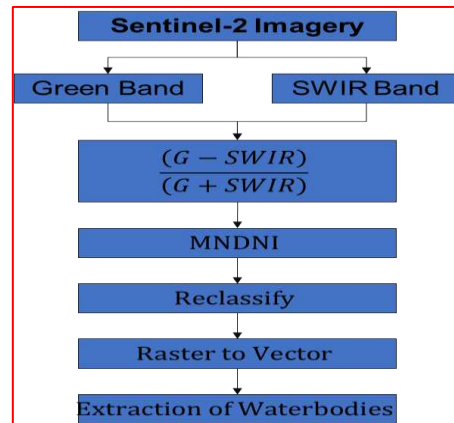 Sentinel-2 Imagery
Green Band
SWIR Band
(G − SWIR)
(G + SWIR)
MNDNI
Reclassify
Raster to Vector
Extraction of Waterbodies